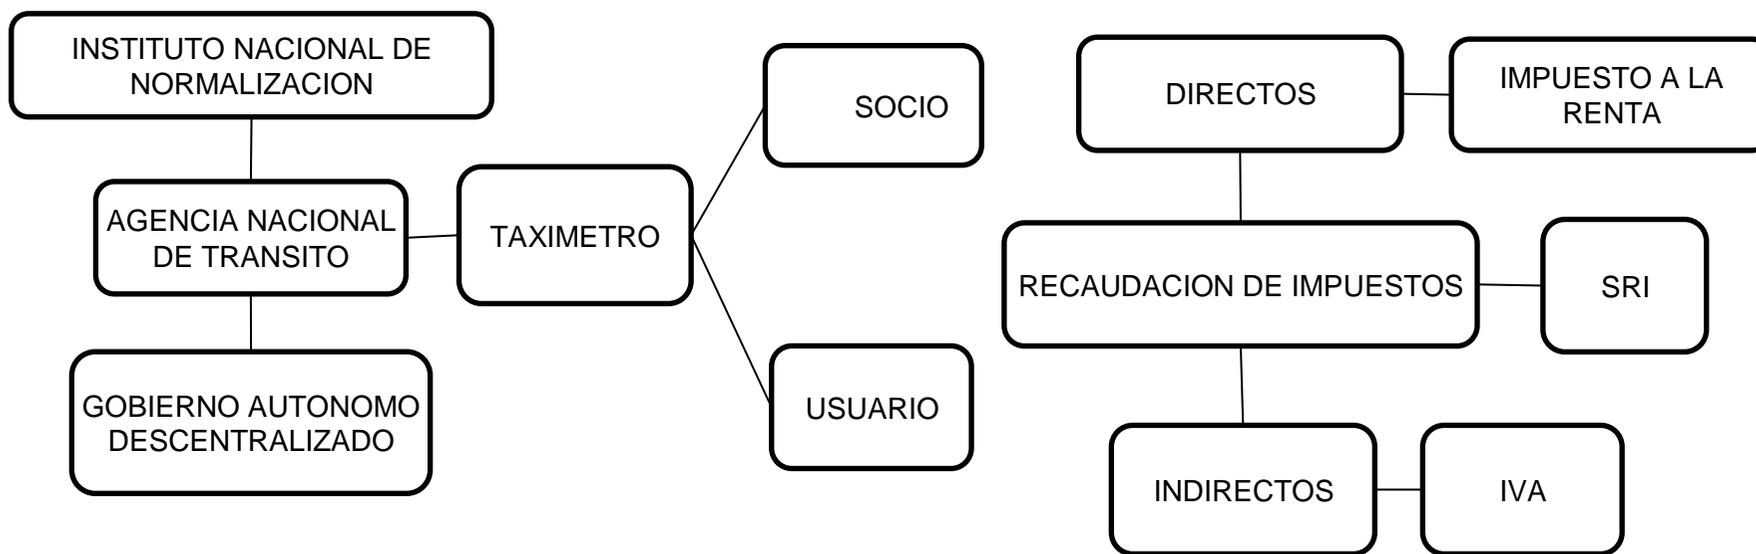 INSTITUTO NACIONAL DE
NORMALIZACION
AGENCIA NACIONAL
DE TRANSITO
GOBIERNO AUTONOMO
DESCENTRALIZADO
TAXIMETRO
SOCIO
USUARIO
DIRECTOS
IMPUESTO A LA
RENTA
RECAUDACION DE IMPUESTOS
SRI
INDIRECTOS
IVA